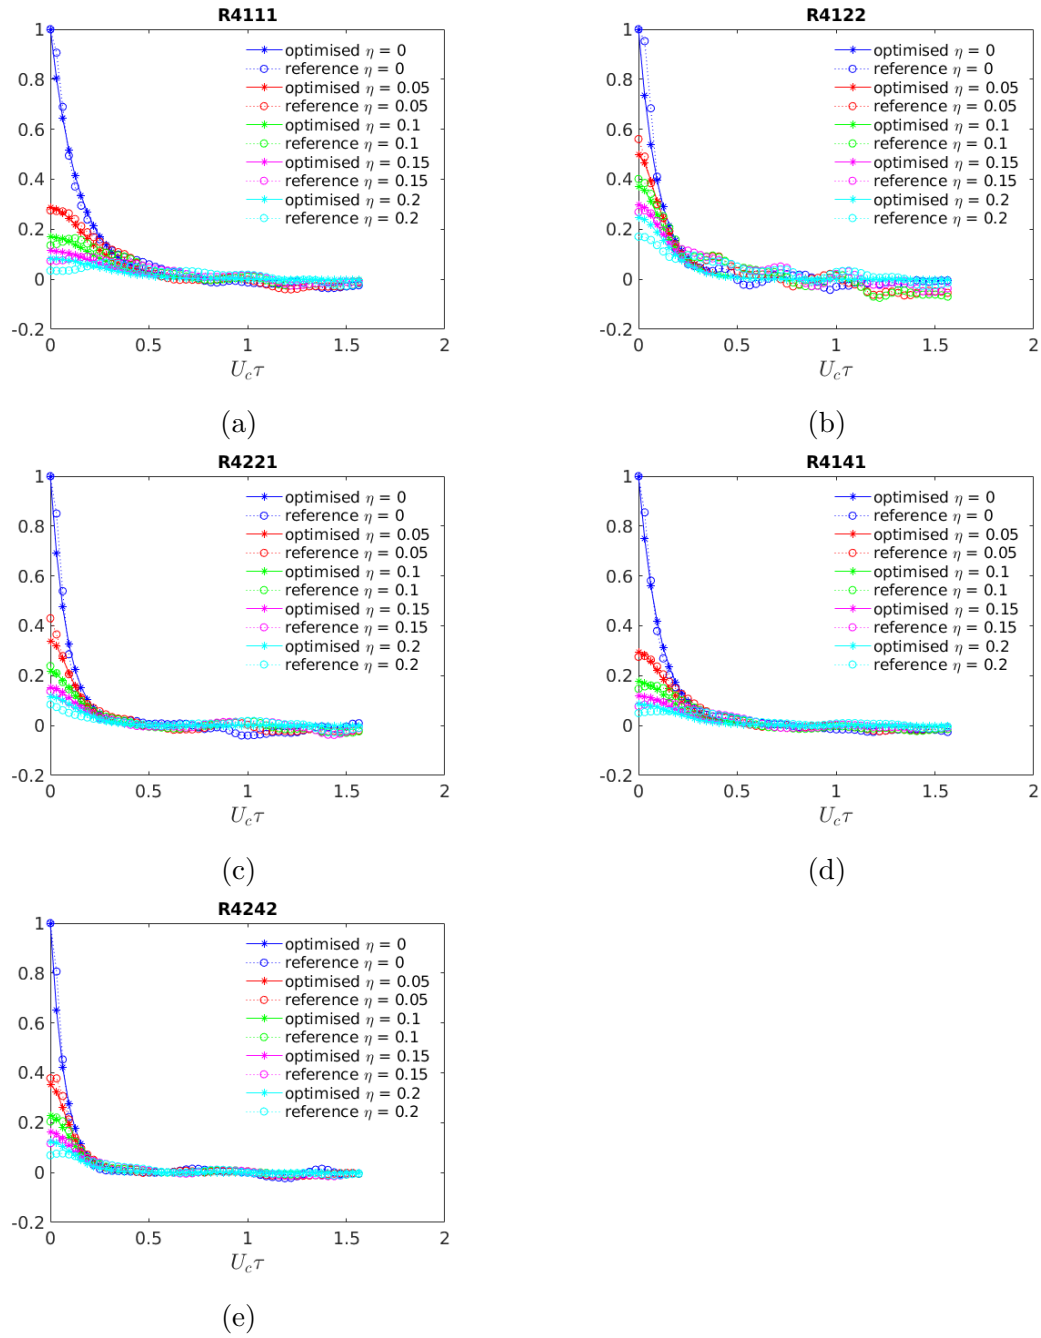 R4111
1
0.8
0.6
0.4
0.2
0
-0.2
0
0.5
1
1.5
2
optimised η = 0
reference η = 0
optimised η = 0.05
reference η = 0.05
optimised η = 0.1
reference η = 0.1
optimised η = 0.15
reference η = 0.15
optimised η = 0.2
reference η = 0.2
U_c τ
(a)
R4122
1
0.8
0.6
0.4
0.2
0
-0.2
0
0.5
1
1.5
2
optimised η = 0
reference η = 0
optimised η = 0.05
reference η = 0.05
optimised η = 0.1
reference η = 0.1
optimised η = 0.15
reference η = 0.15
optimised η = 0.2
reference η = 0.2
U_c τ
(b)
R4221
1
0.8
0.6
0.4
0.2
0
-0.2
0
0.5
1
1.5
2
optimised η = 0
reference η = 0
optimised η = 0.05
reference η = 0.05
optimised η = 0.1
reference η = 0.1
optimised η = 0.15
reference η = 0.15
optimised η = 0.2
reference η = 0.2
U_c τ
(c)
R4141
1
0.8
0.6
0.4
0.2
0
-0.2
0
0.5
1
1.5
2
optimised η = 0
reference η = 0
optimised η = 0.05
reference η = 0.05
optimised η = 0.1
reference η = 0.1
optimised η = 0.15
reference η = 0.15
optimised η = 0.2
reference η = 0.2
U_c τ
(d)
R4242
1
0.8
0.6
0.4
0.2
0
-0.2
0
0.5
1
1.5
2
optimised η = 0
reference η = 0
optimised η = 0.05
reference η = 0.05
optimised η = 0.1
reference η = 0.1
optimised η = 0.15
reference η = 0.15
optimised η = 0.2
reference η = 0.2
U_c τ
(e)